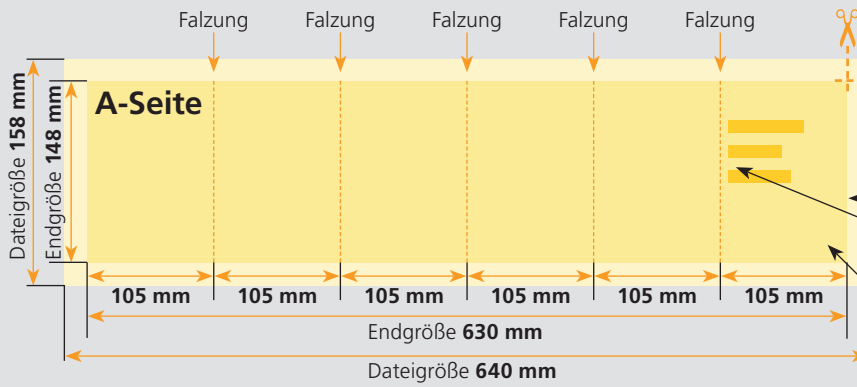 Falzung Falzung Falzung Falzung Falzung
A-Seite
Dateigröße 158 mm
Endgröße 148 mm
105 mm 105 mm 105 mm 105 mm 105 mm 105 mm
Endgröße 630 mm
Dateigröße 640 mm